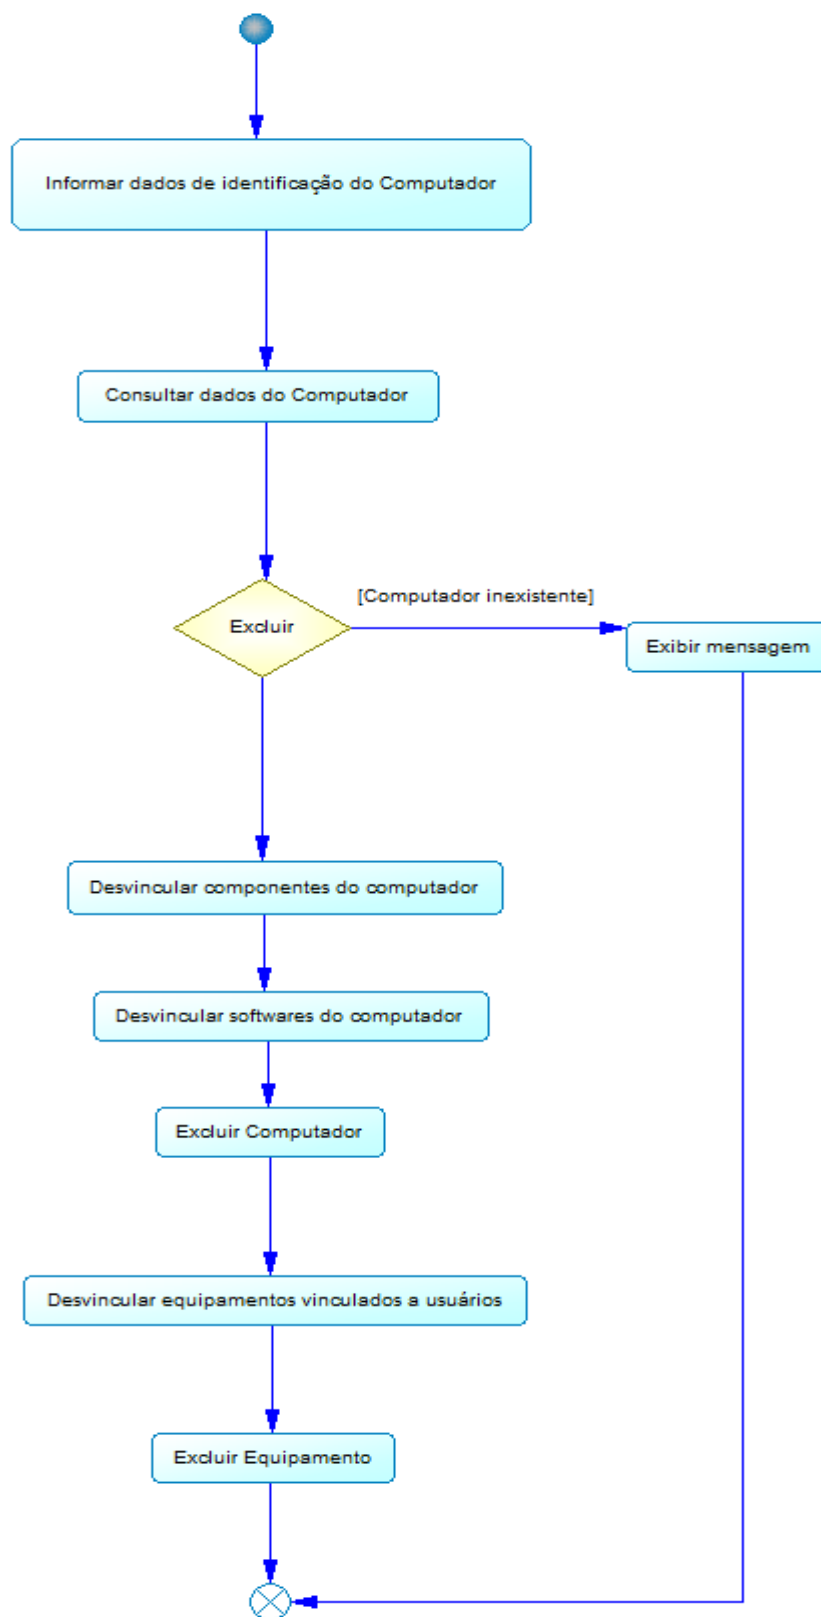 Informar dados de identificação do Computador
Consultar dados do Computador
Excluir
[Computador inexistente]
Exibir mensagem
Desvincular componentes do computador
Desvincular softwares do computador
Excluir Computador
Desvincular equipamentos vinculados a usuários
Excluir Equipamento